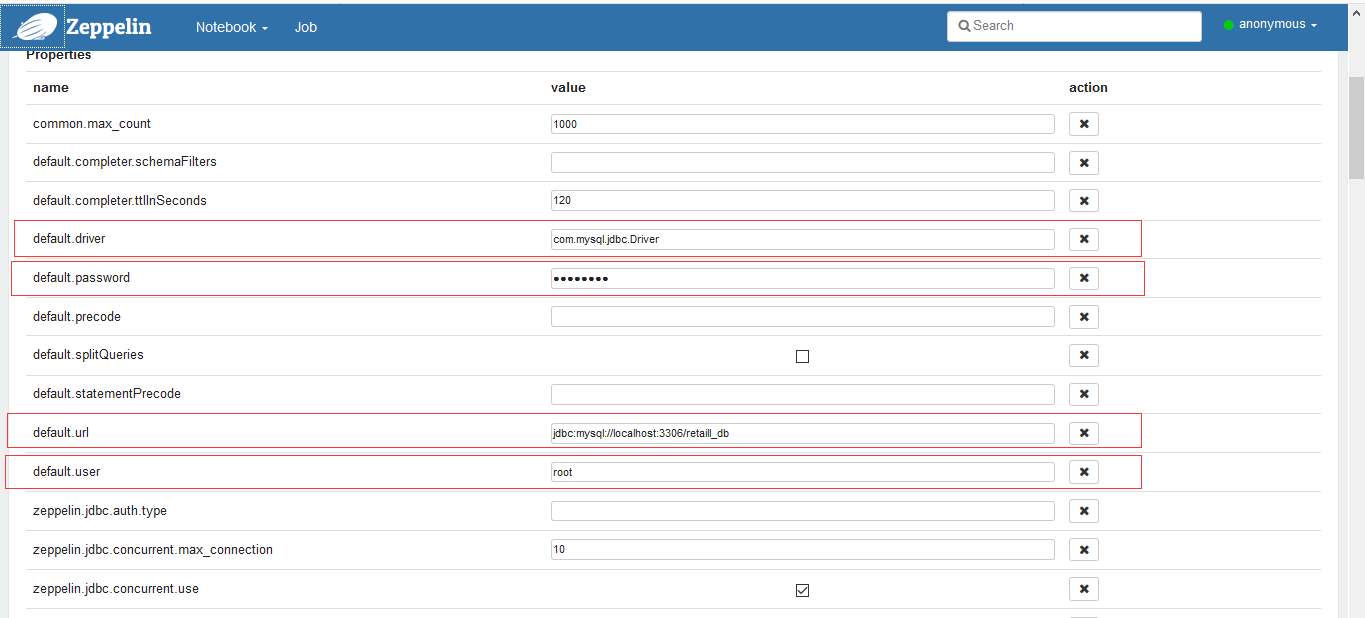 Zeppelin Notebook Job Search anonymous
Properties
name value action
common.max_count 1000
default.completer.schemaFilters
default.completer.ttlInSeconds 120
default.driver com.mysql.jdbc.Driver
default.password ••••••••
default.precode
default.splitQueries
default.statementPrecode
default.url jdbc:mysql://localhost:3306/retaill_db
default.user root
zeppelin.jdbc.auth.type
zeppelin.jdbc.concurrent.max_connection 10
zeppelin.jdbc.concurrent.use